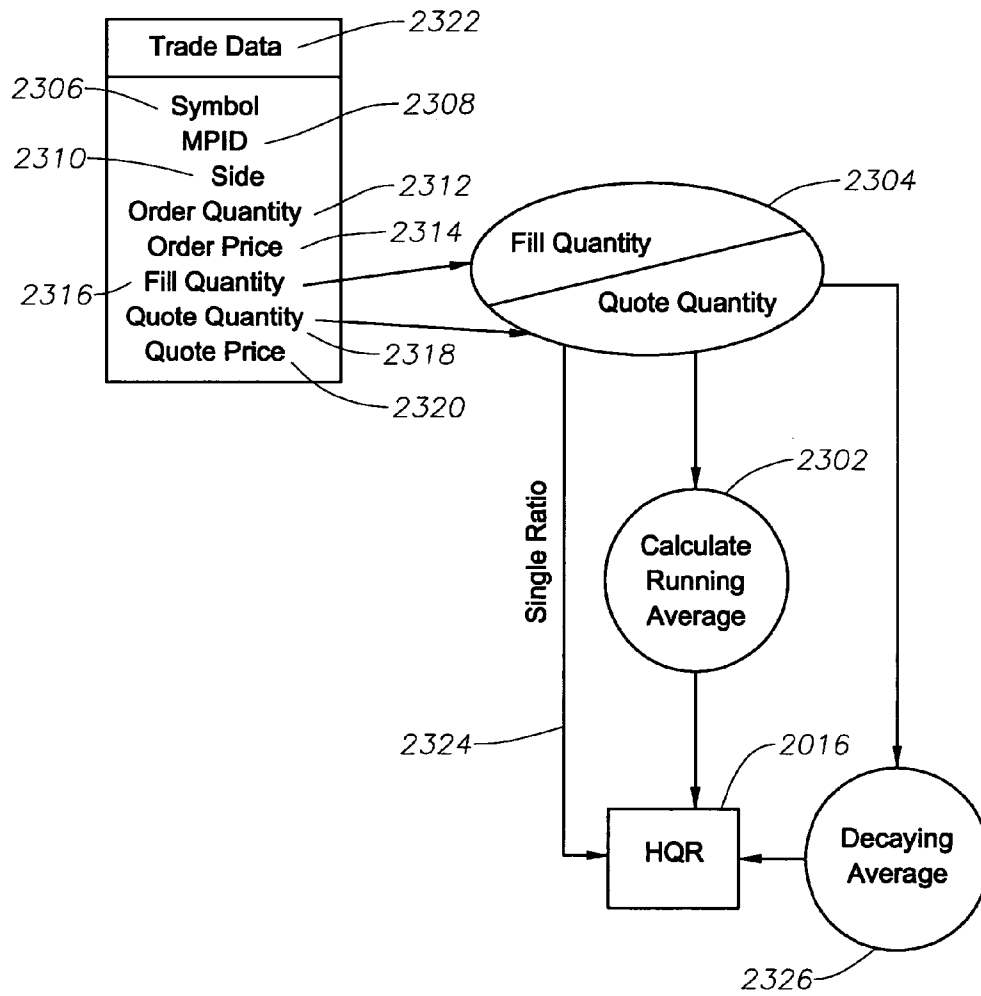 Trade Data
2322
2306
Symbol
2308
MPID
2310
Side
2312
Order Quantity
2304
2314
Order Price
Fill Quantity
2316
Fill Quantity
Quote Quantity
Quote Quantity
2318
Quote Price
2320
2302
Single Ratio
Calculate
Running
Average
2324
2016
HQR
Decaying
Average
2326